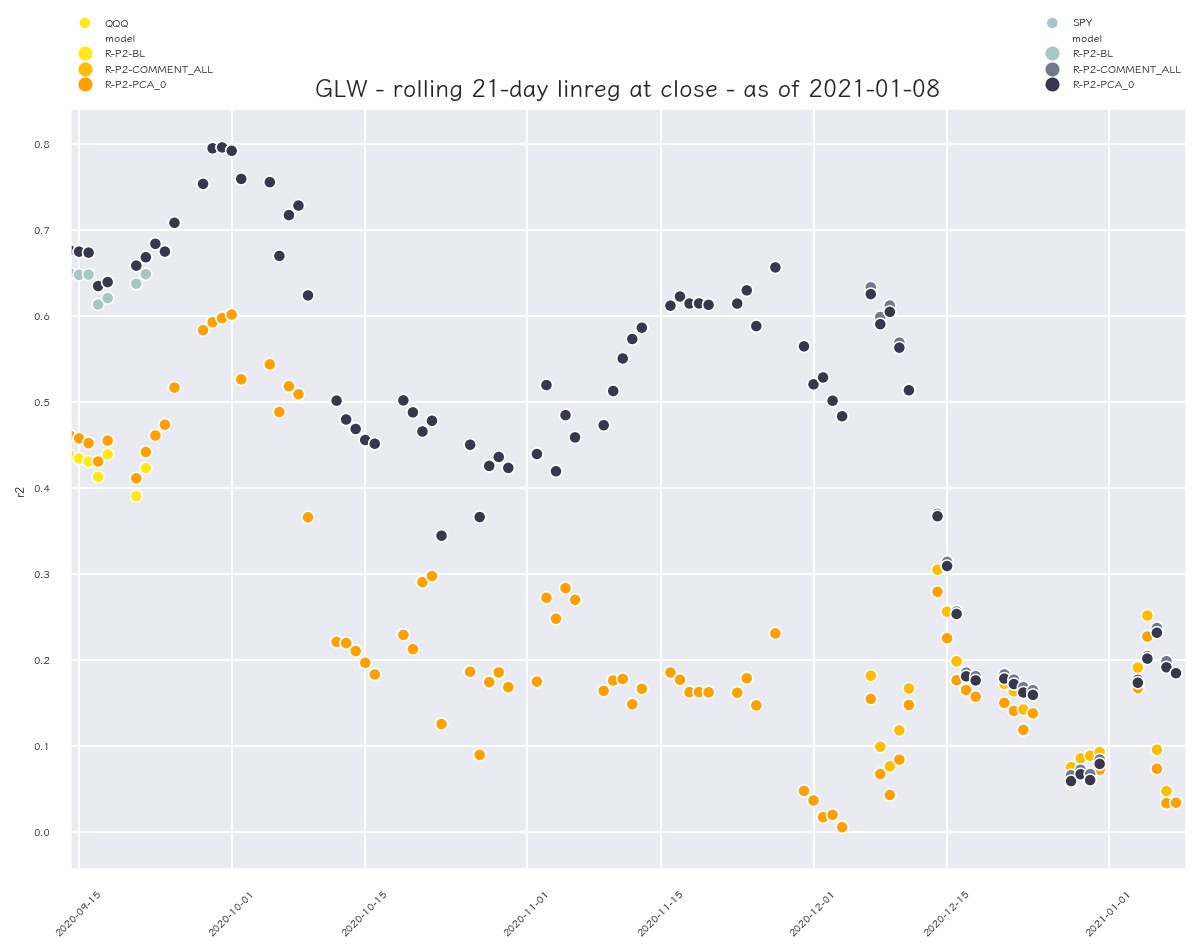 QQQ
model
R-P2-BL
R-P2-COMMENT_ALL
R-P2-PCA_0
SPY
model
R-P2-BL
R-P2-COMMENT_ALL
R-P2-PCA_0
GLW - rolling 21-day linreg at close - as of 2021-01-08
0.8
0.7
0.6
0.5
0.4
0.3
0.2
0.1
0.0
r2
2020-09-15
2020-10-01
2020-10-15
2020-11-01
2020-11-15
2020-12-01
2020-12-15
2021-01-01